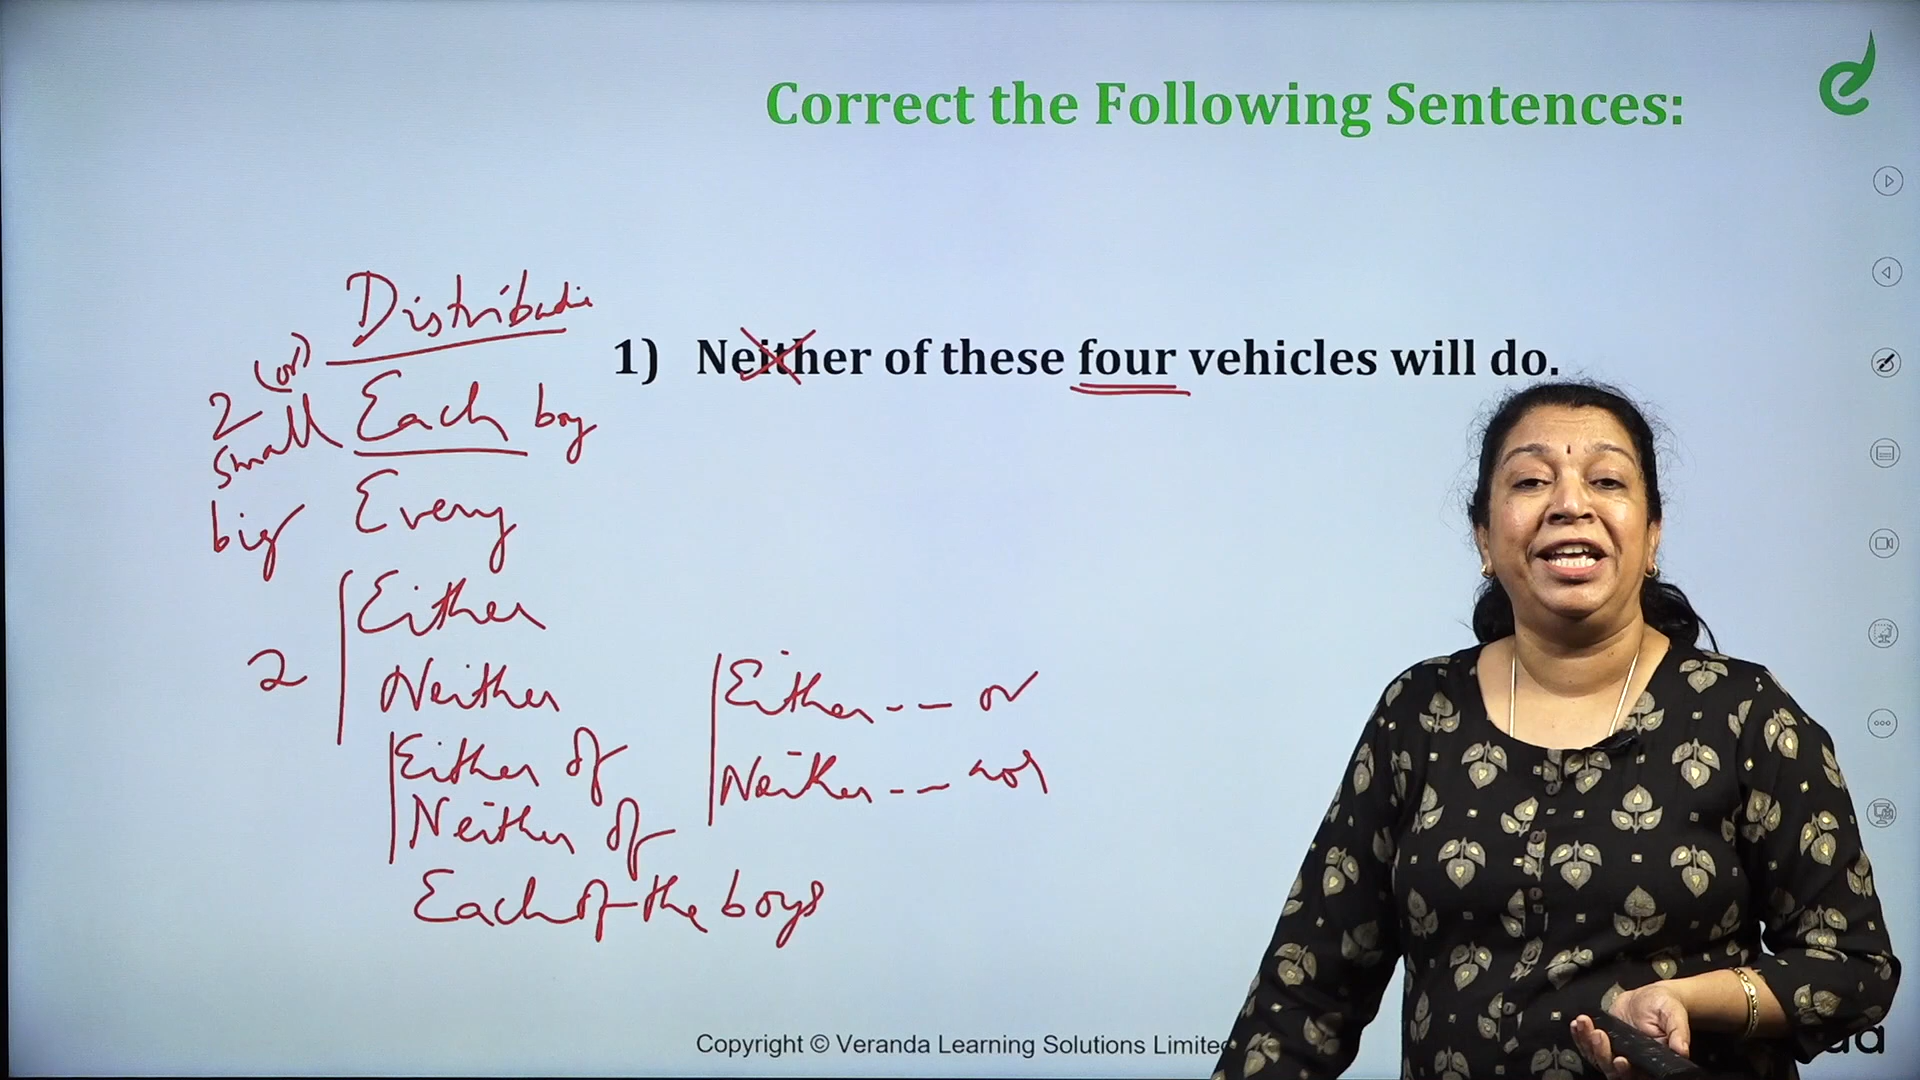 Correct the Following Sentences:
Distributive
1) Neither of these four vehicles will do.
(or)
2 Each boy
small
big Every
Either
2 Neither
Either -- or
Either of
Neither -- nor
Neither of
Each of the boys
Copyright © Veranda Learning Solutions Limited